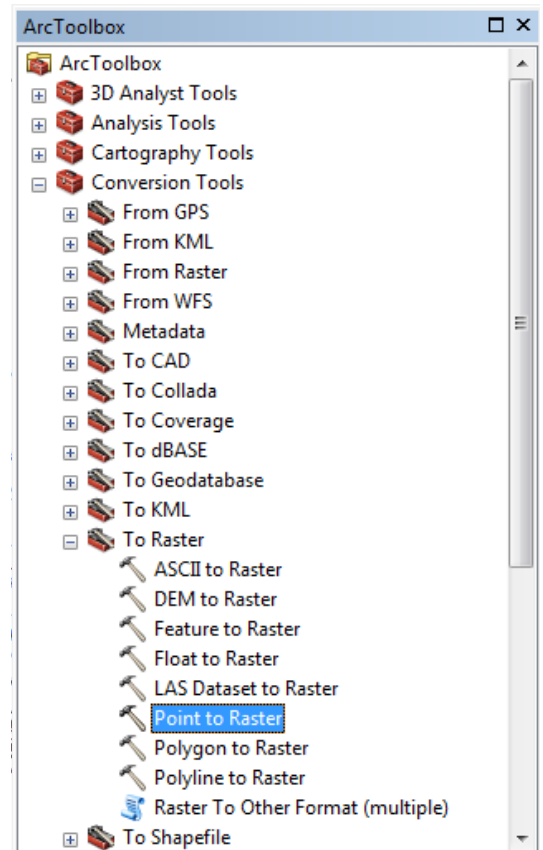 ArcToolbox
ArcToolbox
3D Analyst Tools
Analysis Tools
Cartography Tools
Conversion Tools
From GPS
From KML
From Raster
From WFS
Metadata
To CAD
To Collada
To Coverage
To dBASE
To Geodatabase
To KML
To Raster
ASCII to Raster
DEM to Raster
Feature to Raster
Float to Raster
LAS Dataset to Raster
Point to Raster
Polygon to Raster
Polyline to Raster
Raster To Other Format (multiple)
To Shapefile